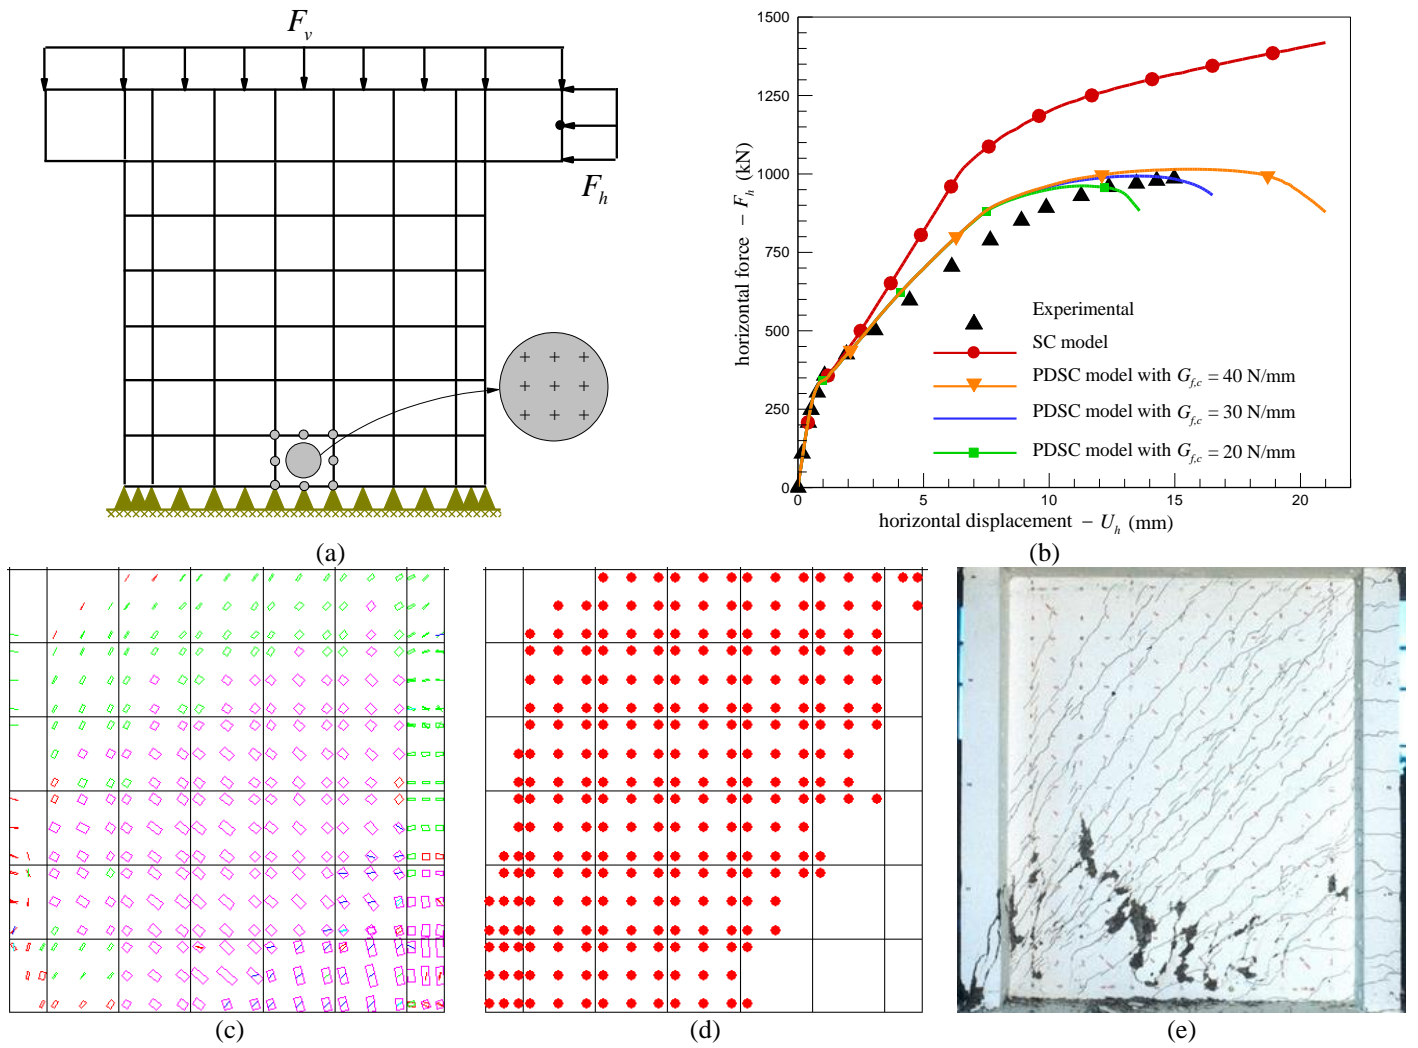 F_v
F_h
(a)
1500
1250
1000
750
500
250
0
horizontal force – F_h (kN)
Experimental
SC model
PDSC model with G_f,c = 40 N/mm
PDSC model with G_f,c = 30 N/mm
PDSC model with G_f,c = 20 N/mm
0 5 10 15 20
horizontal displacement – U_h (mm)
(b)
(c)
(d)
(e)